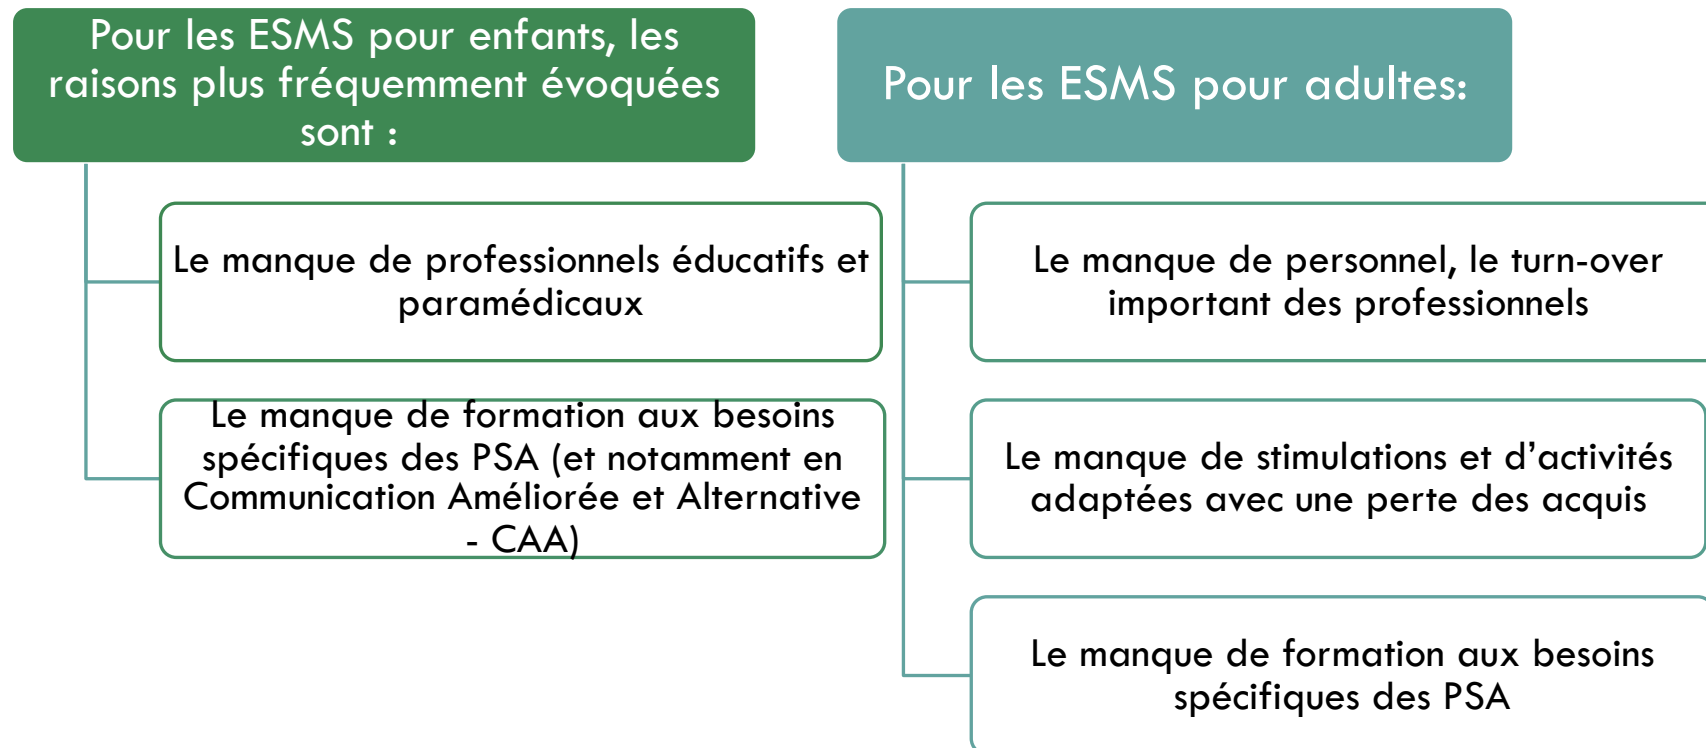 Pour les ESMS pour enfants, les
raisons plus fréquemment évoquées
sont :
Le manque de professionnels éducatifs et
paramédicaux
Le manque de formation aux besoins
spécifiques des PSA (et notamment en
Communication Améliorée et Alternative
- CAA)
Pour les ESMS pour adultes:
Le manque de personnel, le turn-over
important des professionnels
Le manque de stimulations et d’activités
adaptées avec une perte des acquis
Le manque de formation aux besoins
spécifiques des PSA